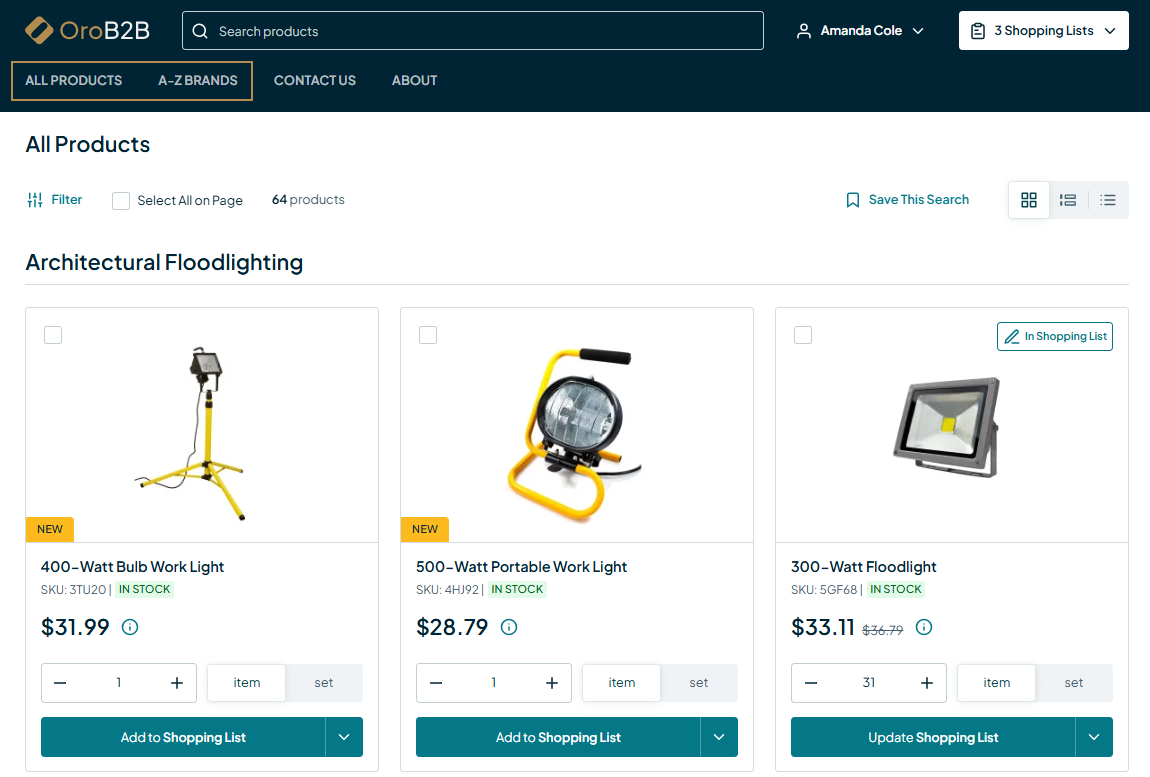 OroB2B
Search products
Amanda Cole
3 Shopping Lists
ALL PRODUCTS A-Z BRANDS CONTACT US ABOUT
All Products
Filter Select All on Page 64 products Save This Search
Architectural Floodlighting
In Shopping List
NEW NEW
400-Watt Bulb Work Light 500-Watt Portable Work Light 300-Watt Floodlight
SKU: 3TU20 | IN STOCK SKU: 4HJ92 | IN STOCK SKU: 5GF68 | IN STOCK
$31.99 $28.79 $33.11 $36.79
1 item set 1 item set 31 item set
Add to Shopping List Add to Shopping List Update Shopping List